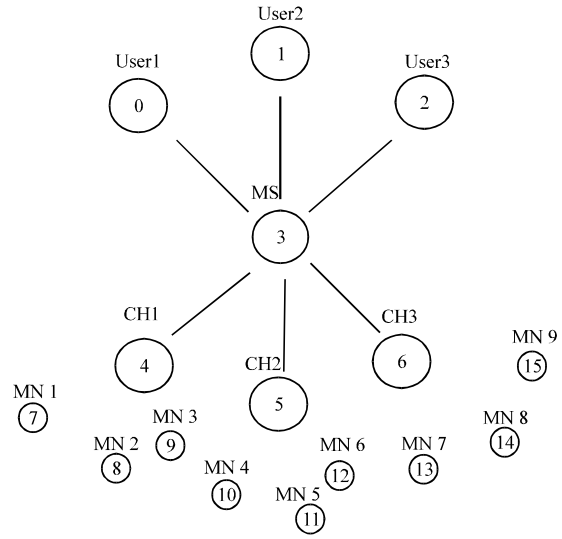 User2
1
User1
0
User3
2
MS
3
CH1
4
CH2
5
CH3
6
MN 9
15
MN 1
7
MN 2
8
MN 3
9
MN 4
10
MN 5
11
MN 6
12
MN 7
13
MN 8
14